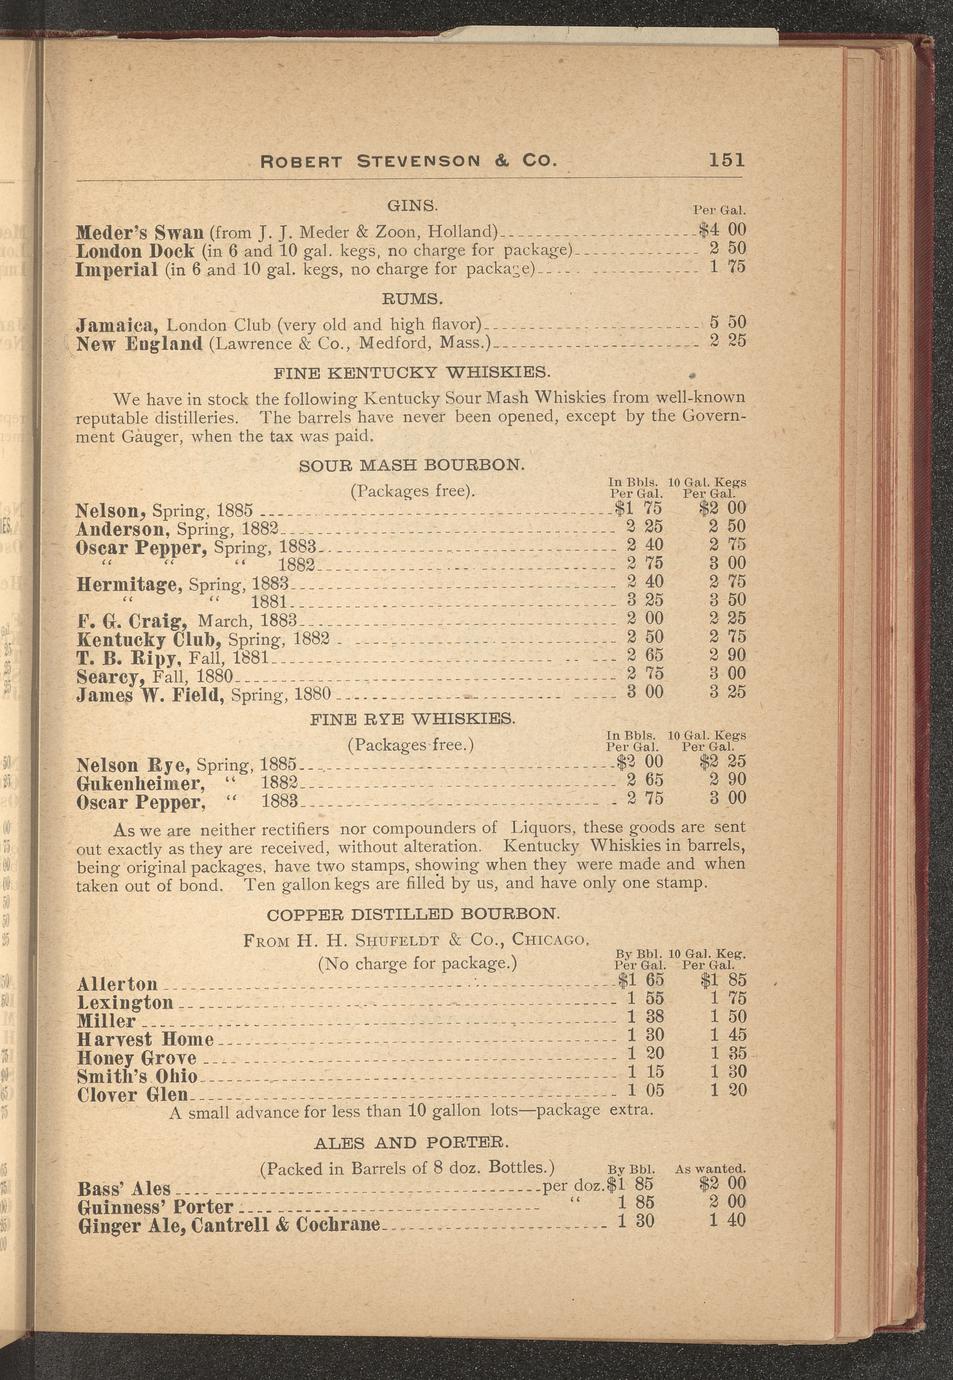 ROBERT STEVENSON & CO. 151
GINS.
Per Gal.
Meder's Swan (from J. J. Meder & Zoon, Holland) $4 00
London Dock (in 6 and 10 gal. kegs, no charge for package) 2 50
Imperial (in 6 and 10 gal. kegs, no charge for package) 1 75
RUMS.
Jamaica, London Club (very old and high flavor) 5 50
New England (Lawrence & Co., Medford, Mass.) 2 25
FINE KENTUCKY WHISKIES.
We have in stock the following Kentucky Sour Mash Whiskies from well-known
reputable distilleries. The barrels have never been opened, except by the Govern-
ment Gauger, when the tax was paid.
SOUR MASH BOURBON.
(Packages free).
In Bbls. 10 Gal. Kegs
Per Gal. Per Gal.
Nelson, Spring, 1885 $1 75 $2 00
Anderson, Spring, 1882 2 25 2 50
Oscar Pepper, Spring, 1883 2 40 2 75
“ “ “ 1882 2 75 3 00
Hermitage, Spring, 1883 2 40 2 75
“ “ 1881 3 25 3 50
F. G. Craig, March, 1883 2 00 2 25
Kentucky Club, Spring, 1882 2 50 2 75
T. B. Ripy, Fall, 1881 2 65 2 90
Searcy, Fall, 1880 2 75 3 00
James W. Field, Spring, 1880 3 00 3 25
FINE RYE WHISKIES.
(Packages free.)
In Bbls. 10 Gal. Kegs
Per Gal. Per Gal.
Nelson Rye, Spring, 1885 $2 00 $2 25
Gukenheimer, “ 1882 2 65 2 90
Oscar Pepper, “ 1883 2 75 3 00
As we are neither rectifiers nor compounders of Liquors, these goods are sent
out exactly as they are received, without alteration. Kentucky Whiskies in barrels,
being original packages, have two stamps, showing when they were made and when
taken out of bond. Ten gallon kegs are filled by us, and have only one stamp.
COPPER DISTILLED BOURBON.
FROM H. H. SHUFELDT & CO., CHICAGO,
(No charge for package.)
By Bbl. 10 Gal. Keg.
Per Gal. Per Gal.
Allerton $1 65 $1 85
Lexington 1 55 1 75
Miller 1 38 1 50
Harvest Home 1 30 1 45
Honey Grove 1 20 1 35
Smith's Ohio 1 15 1 30
Clover Glen 1 05 1 20
A small advance for less than 10 gallon lots—package extra.
ALES AND PORTER.
(Packed in Barrels of 8 doz. Bottles.) By Bbl. As wanted.
Bass' Ales per doz. $1 85 $2 00
Guinness' Porter “ 1 85 2 00
Ginger Ale, Cantrell & Cochrane 1 30 1 40